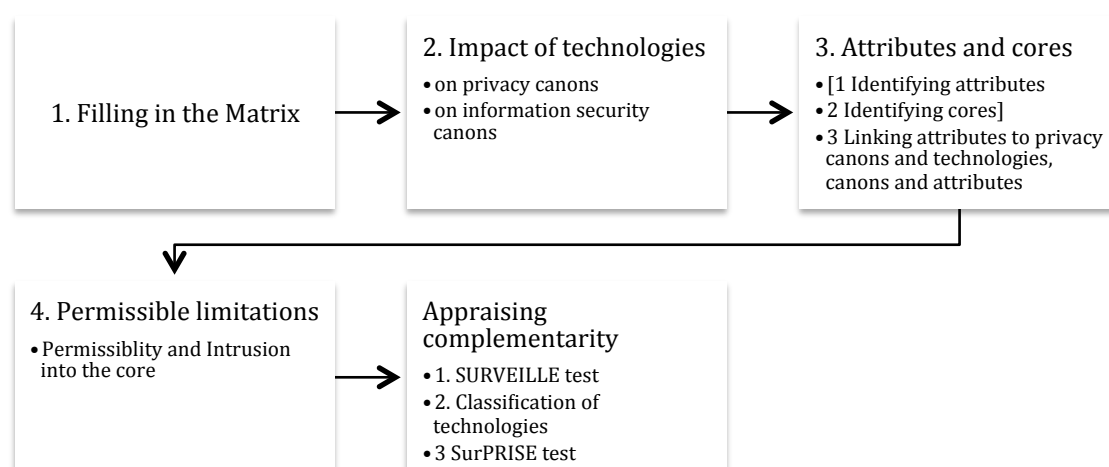 1. Filling in the Matrix
2. Impact of technologies
• on privacy canons
• on information security
canons
3. Attributes and cores
• [1 Identifying attributes
• 2 Identifying cores]
• 3 Linking attributes to privacy
canons and technologies,
canons and attributes
4. Permissible limitations
• Permissiblity and Intrusion
into the core
Appraising
complementarity
• 1. SURVEILLE test
• 2. Classification of
technologies
• 3 SurPRISE test